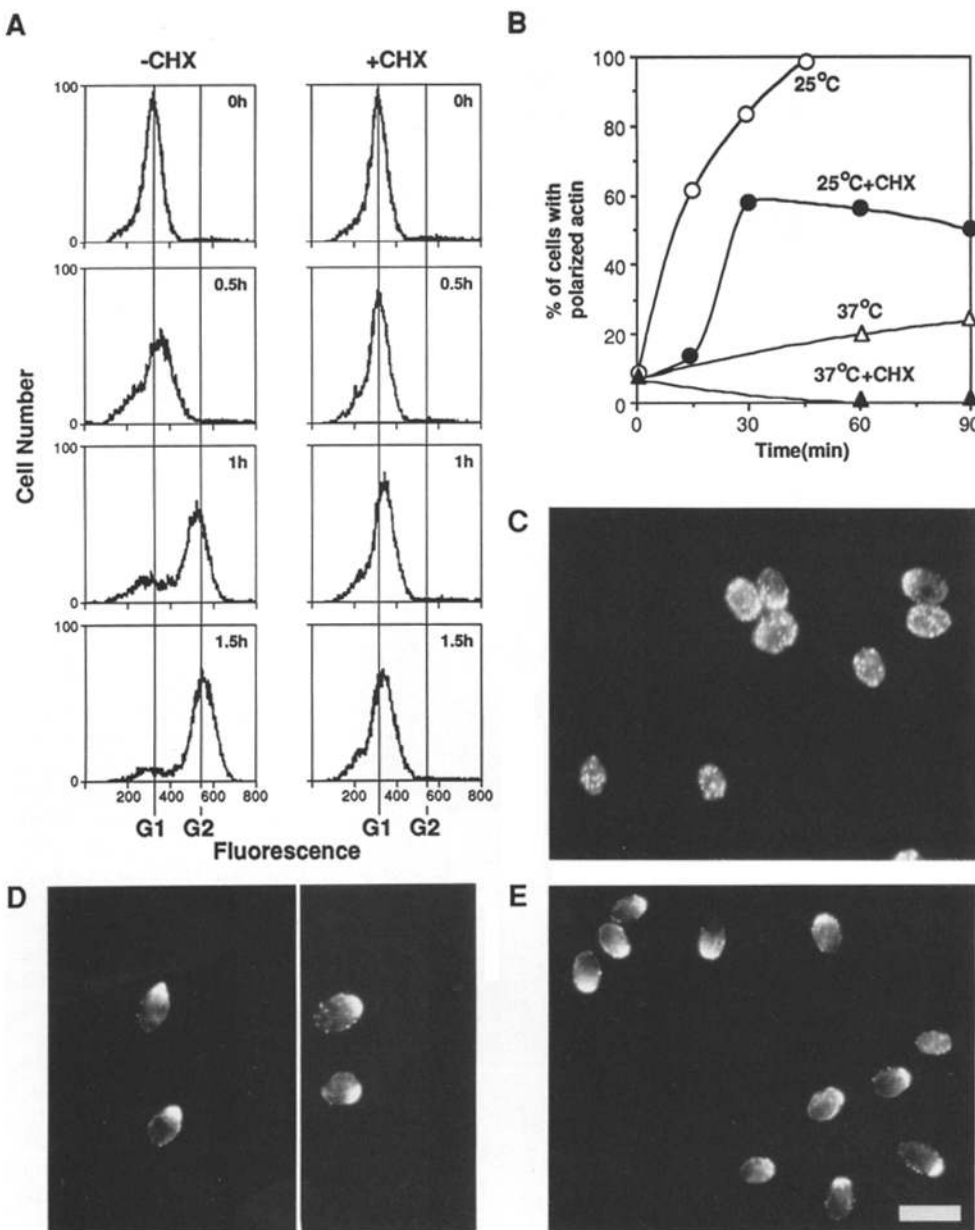 A
-CHX
+CHX
100
0h
0h
0
100
0.5h
0.5h
0
100
1h
1h
0
100
1.5h
1.5h
0
200 400 600 800
200 400 600 800
G1 G2
G1 G2
Cell Number
Fluorescence
B
100
80
60
40
20
0
% of cells with
polarized actin
25°C
25°C+CHX
37°C
37°C+CHX
0 30 60 90
Time(min)
C
D
E